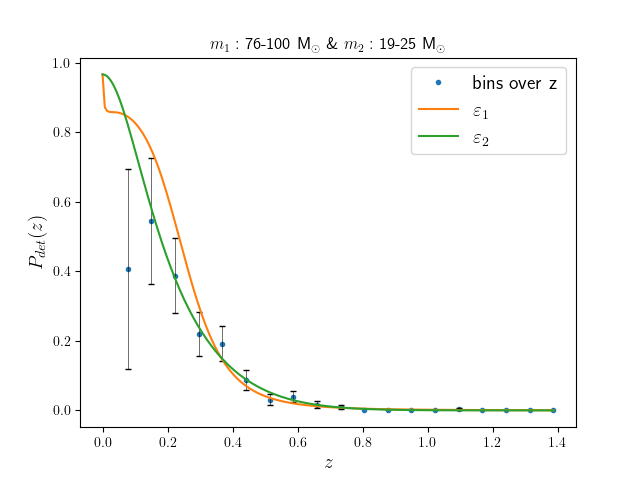 m₁ : 76-100 M⊙ & m₂ : 19-25 M⊙
bins over z
ε₁
ε₂
P_det(z)
1.0
0.8
0.6
0.4
0.2
0.0
0.0 0.2 0.4 0.6 0.8 1.0 1.2 1.4
z